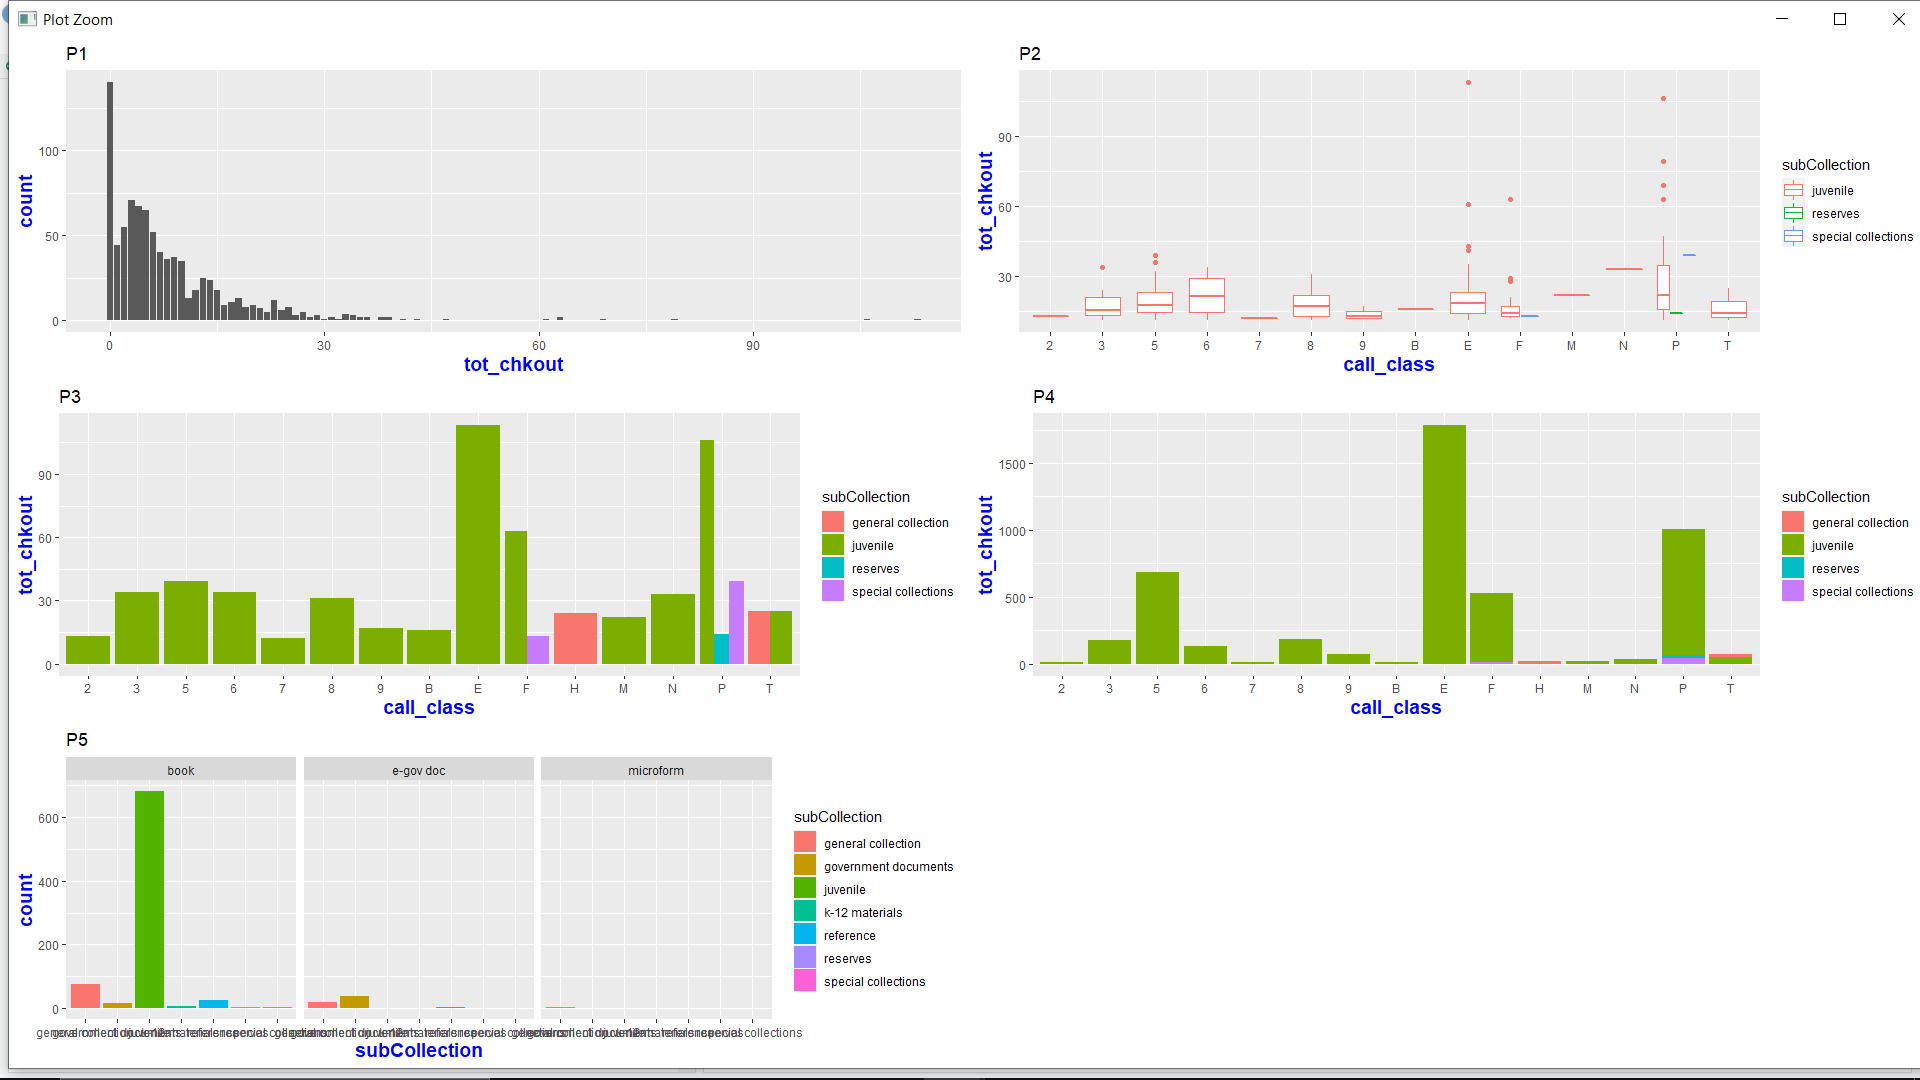 Plot Zoom
P1
count
100
50
0
0 30 60 90
tot_chkout
P2
tot_chkout
90
60
30
2 3 5 6 7 8 9 B E F M N P T
call_class
subCollection
juvenile
reserves
special collections
P3
tot_chkout
90
60
30
0
2 3 5 6 7 8 9 B E F H M N P T
call_class
subCollection
general collection
juvenile
reserves
special collections
P4
tot_chkout
1500
1000
500
0
2 3 5 6 7 8 9 B E F H M N P T
call_class
subCollection
general collection
juvenile
reserves
special collections
P5
book e-gov doc microform
count
600
400
200
0
subCollection
subCollection
general collection
government documents
juvenile
k-12 materials
reference
reserves
special collections